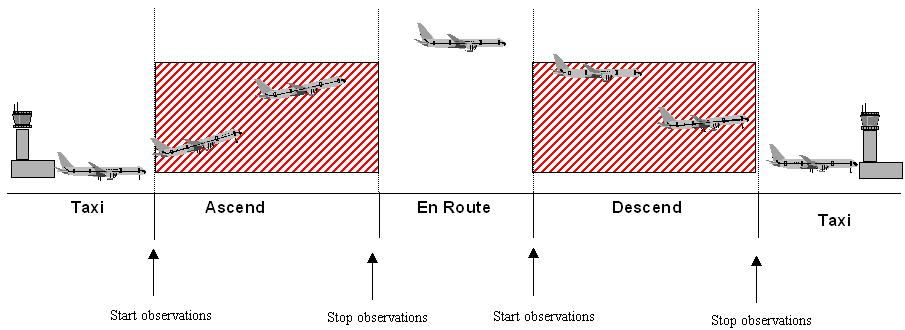 Taxi
Ascend
En Route
Descend
Taxi
Start observations
Stop observations
Start observations
Stop observations